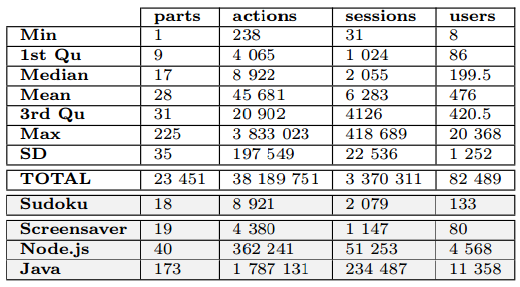 parts actions sessions users
Min 1 238 31 8
1st Qu 9 4 065 1 024 86
Median 17 8 922 2 055 199.5
Mean 28 45 681 6 283 476
3rd Qu 31 20 902 4126 420.5
Max 225 3 833 023 418 689 20 368
SD 35 197 549 22 536 1 252
TOTAL 23 451 38 189 751 3 370 311 82 489
Sudoku 18 8 921 2 079 133
Screensaver 19 4 380 1 147 80
Node.js 40 362 241 51 253 4 568
Java 173 1 787 131 234 487 11 358